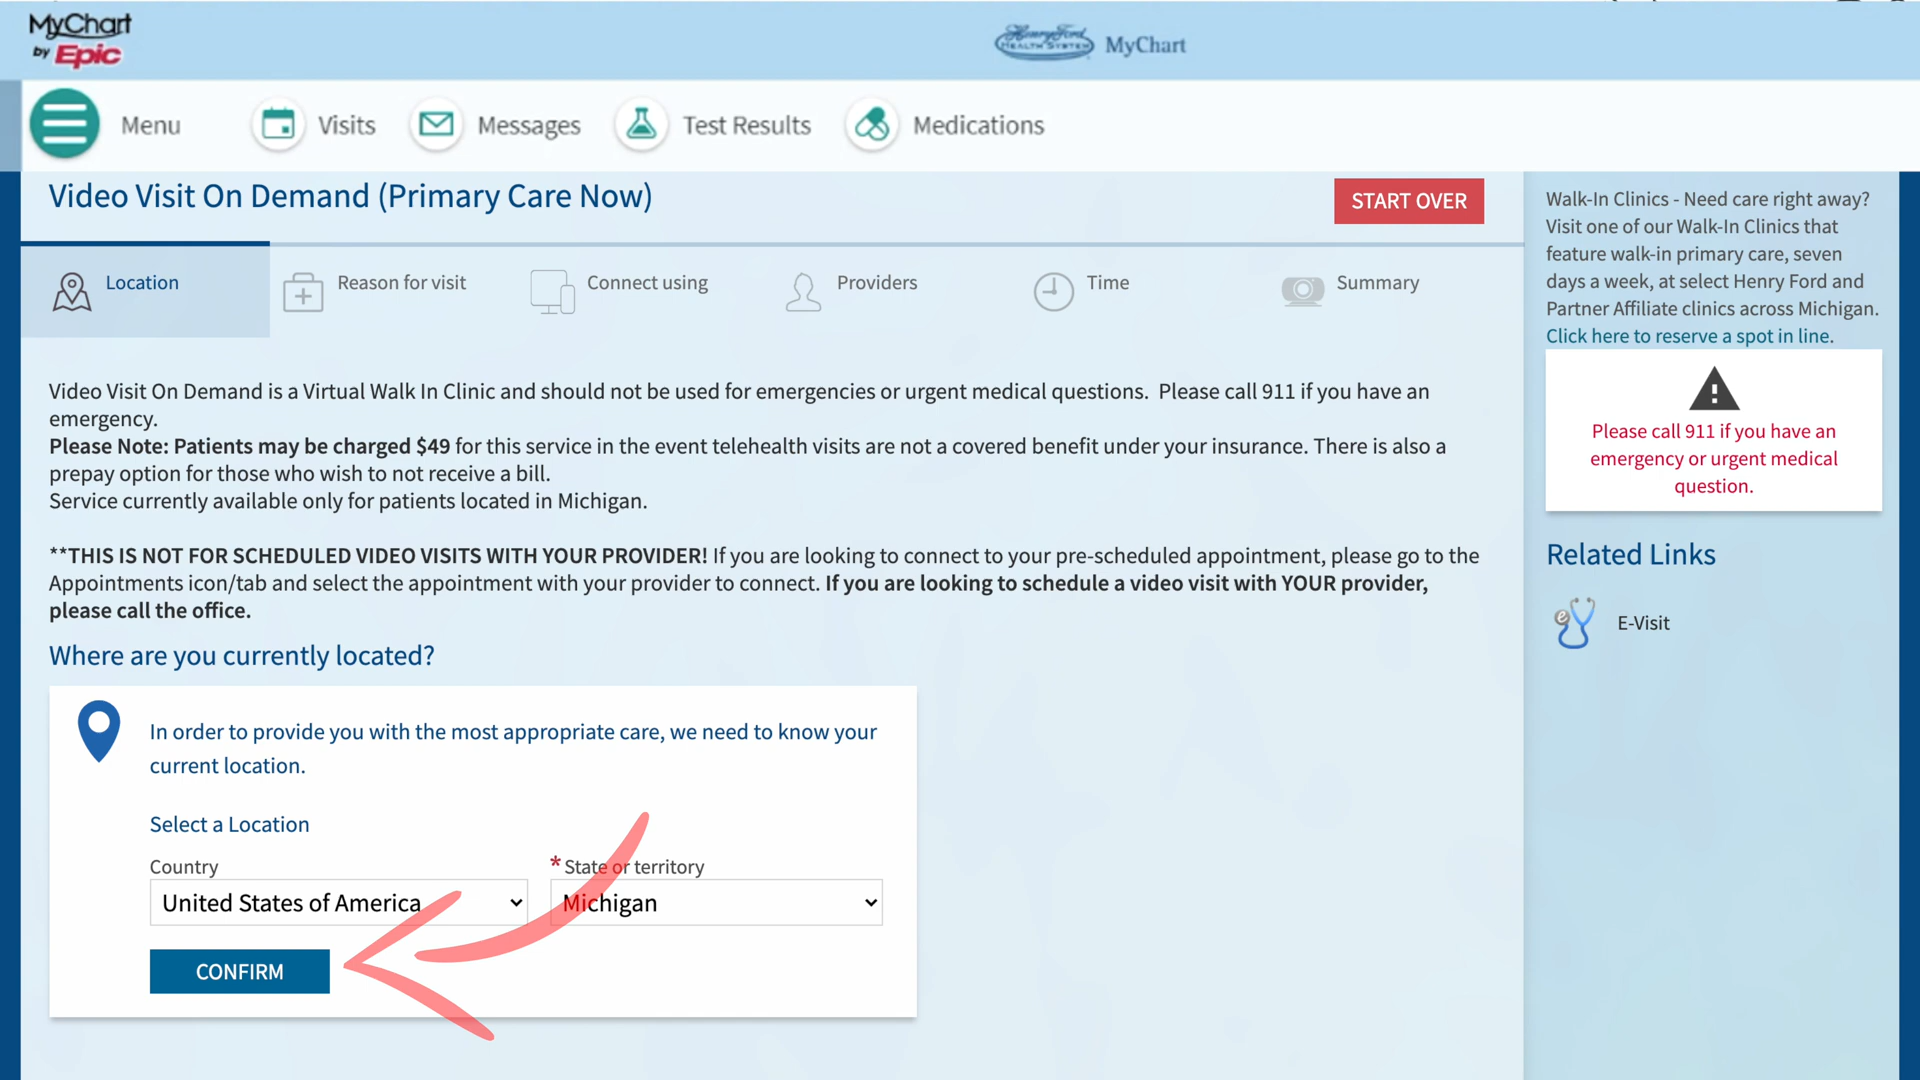 MyChart
by Epic
Henry Ford
HEALTH SYSTEM
MyChart
Menu
Visits
Messages
Test Results
Medications
Video Visit On Demand (Primary Care Now)
START OVER
Location
Reason for visit
Connect using
Providers
Time
Summary
Video Visit On Demand is a Virtual Walk In Clinic and should not be used for emergencies or urgent medical questions.  Please call 911 if you have an
emergency.
Please Note: Patients may be charged $49 for this service in the event telehealth visits are not a covered benefit under your insurance. There is also a
prepay option for those who wish to not receive a bill.
Service currently available only for patients located in Michigan.
**THIS IS NOT FOR SCHEDULED VIDEO VISITS WITH YOUR PROVIDER! If you are looking to connect to your pre-scheduled appointment, please go to the
Appointments icon/tab and select the appointment with your provider to connect. If you are looking to schedule a video visit with YOUR provider,
please call the office.
Where are you currently located?
In order to provide you with the most appropriate care, we need to know your
current location.
Select a Location
Country
*State or territory
United States of America
Michigan
CONFIRM
Walk-In Clinics - Need care right away?
Visit one of our Walk-In Clinics that
feature walk-in primary care, seven
days a week, at select Henry Ford and
Partner Affiliate clinics across Michigan.
Click here to reserve a spot in line.
Please call 911 if you have an
emergency or urgent medical
question.
Related Links
E-Visit